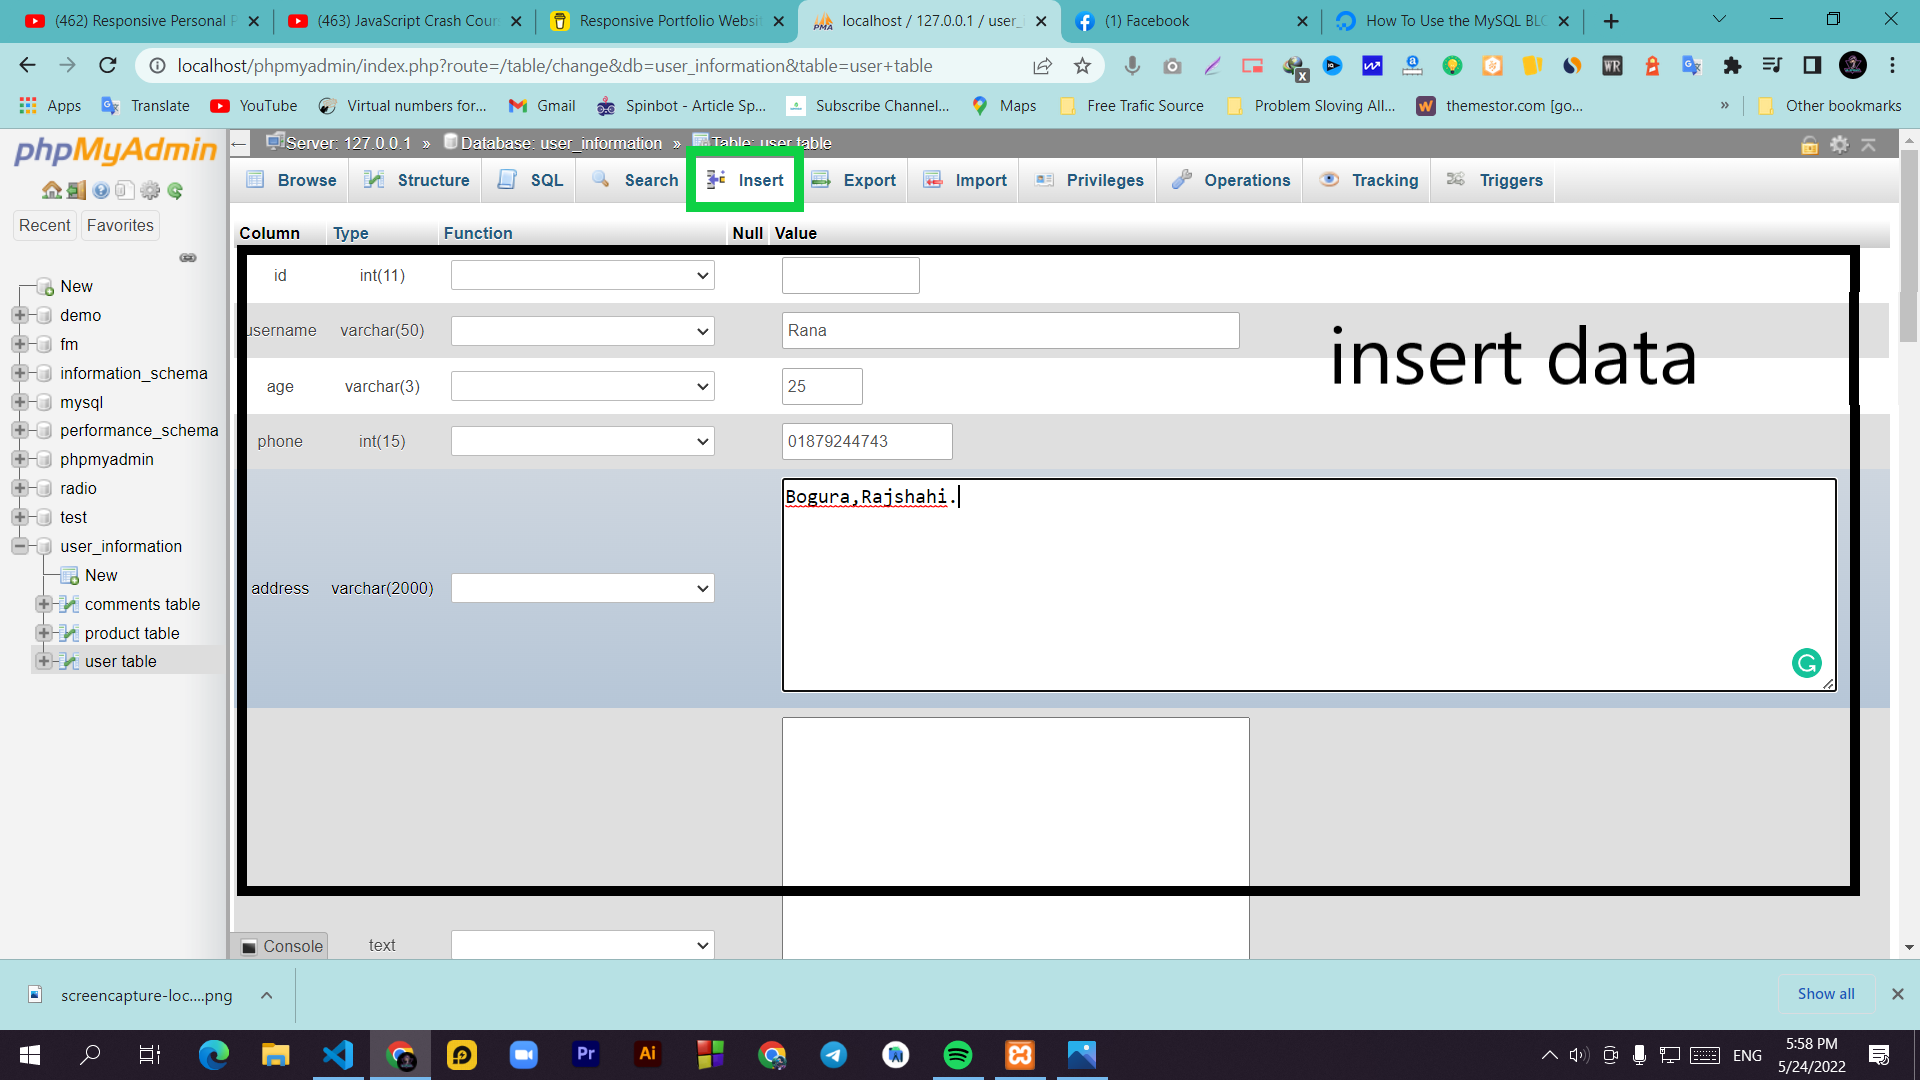 (462) Responsive Personal P
(463) JavaScript Crash Cour
Responsive Portfolio Websit
localhost / 127.0.0.1 / user_
(1) Facebook
How To Use the MySQL BLO
localhost/phpmyadmin/index.php?route=/table/change&db=user_information&table=user+table
Apps
Translate
YouTube
Virtual numbers for...
Gmail
Spinbot - Article Sp...
Subscribe Channel...
Maps
Free Trafic Source
Problem Sloving All...
themestor.com [go...
»
Other bookmarks
phpMyAdmin
Recent
Favorites
New
demo
fm
information_schema
mysql
performance_schema
phpmyadmin
radio
test
user_information
New
comments table
product table
user table
Server: 127.0.0.1 » Database: user_information » Table: user table
Browse
Structure
SQL
Search
Insert
Export
Import
Privileges
Operations
Tracking
Triggers
Column Type Function Null Value
id int(11)
username varchar(50) Rana
insert data
age varchar(3) 25
phone int(15) 01879244743
address varchar(2000) Bogura,Rajshahi.
Console
text
screencapture-loc....png
Show all
ENG
5:58 PM
5/24/2022